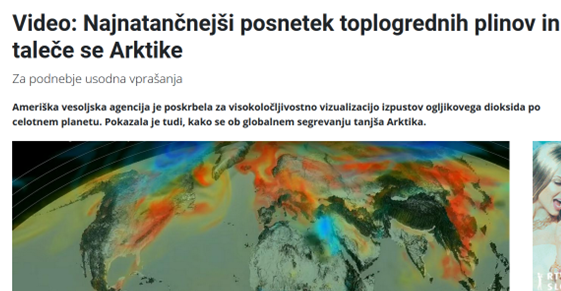 Video: Najnatančnejši posnetek toplogrednih plinov in
taleče se Arktike
Za podnebje usodna vprašanja
Ameriška vesoljska agencija je poskrbela za visokoločljivostno vizualizacijo izpustov ogljikovega dioksida po
celotnem planetu. Pokazala je tudi, kako se ob globalnem segrevanju tanjša Arktika.